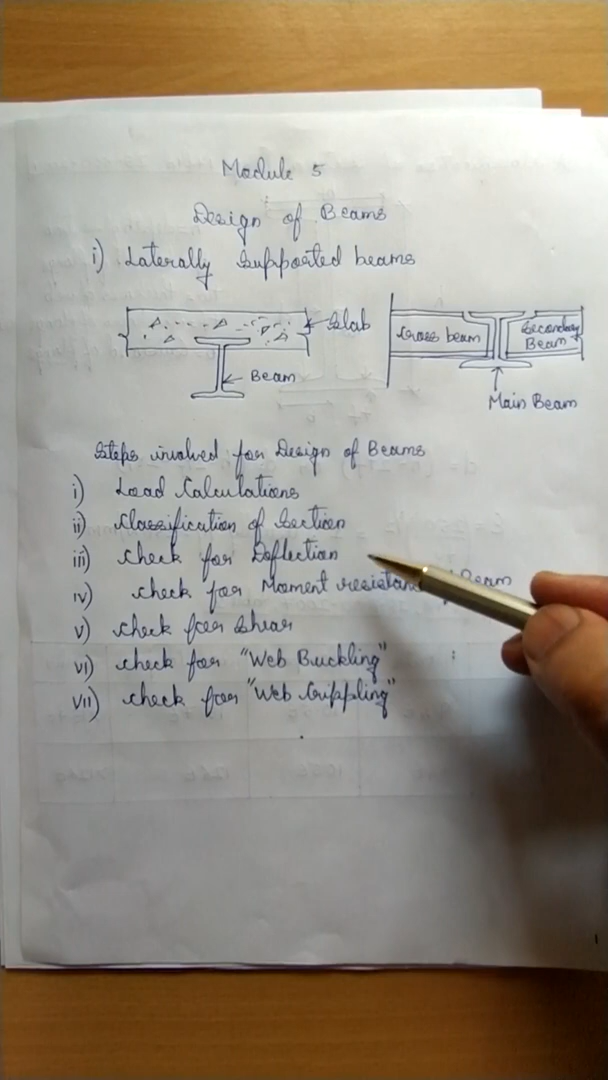 Module 5
Design of Beams
i) Laterally Supported beams
Slab
Beam
Cross beam
Secondary Beam
Main Beam
Steps involved for Design of Beams
i) Load Calculations
ii) Classification of Section
iii) check for Deflection
iv) check for Moment Beam
v) check for Shear
vi) check for "Web Buckling"
vii) check for "Web Crippling"